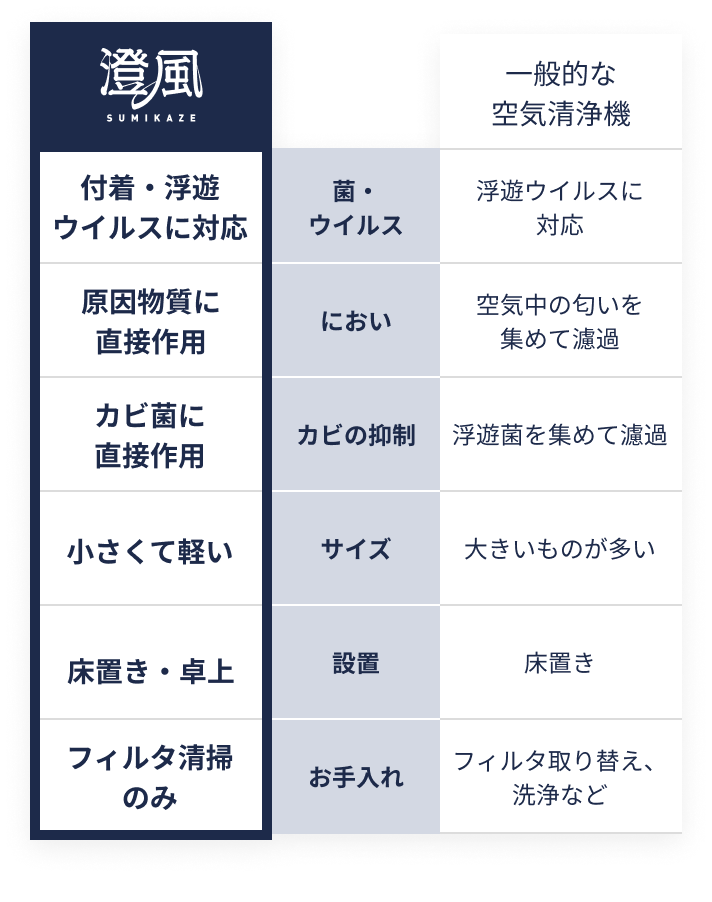 澄風
SUMIKAZE
一般的な
空気清浄機
付着・浮遊
ウイルスに対応
菌・
ウイルス
浮遊ウイルスに
対応
原因物質に
直接作用
におい
空気中の匂いを
集めて濾過
カビ菌に
直接作用
カビの抑制
浮遊菌を集めて濾過
小さくて軽い
サイズ
大きいものが多い
床置き・卓上
設置
床置き
フィルタ清掃
のみ
お手入れ
フィルタ取り替え、
洗浄など